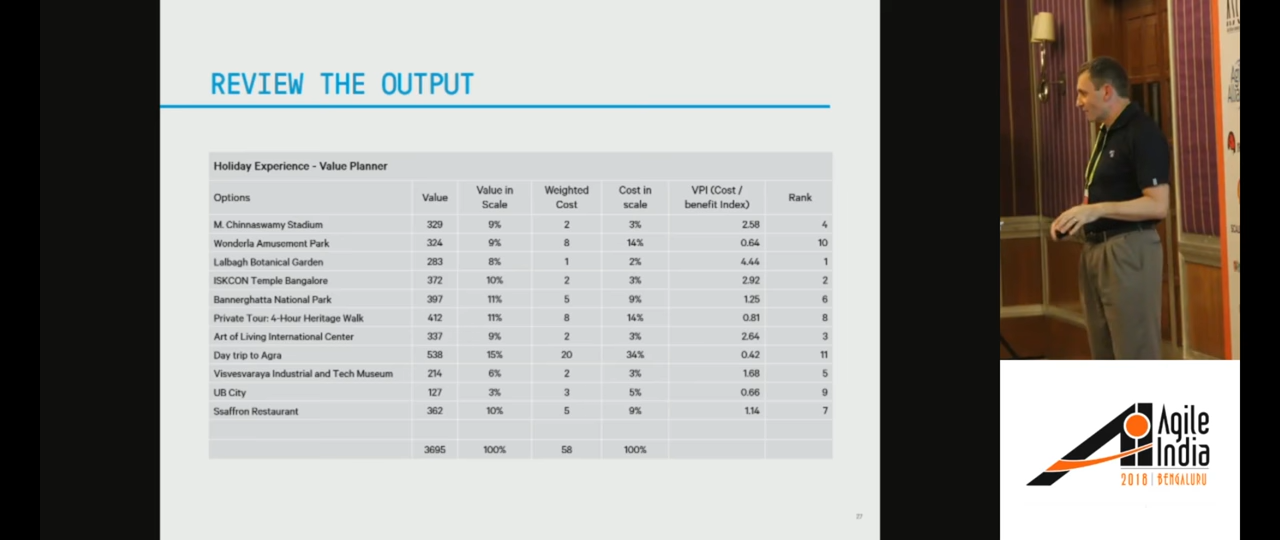 REVIEW THE OUTPUT
Holiday Experience - Value Planner
Options Value Value in Scale Weighted Cost Cost in scale VPI (Cost / benefit Index) Rank
M. Chinnaswamy Stadium 329 9% 2 3% 2.58 4
Wonderla Amusement Park 324 9% 8 14% 0.64 10
Lalbagh Botanical Garden 283 8% 1 2% 4.44 1
ISKCON Temple Bangalore 372 10% 2 3% 2.92 2
Bannerghatta National Park 397 11% 5 9% 1.25 6
Private Tour: 4-Hour Heritage Walk 412 11% 8 14% 0.81 8
Art of Living International Center 337 9% 2 3% 2.64 3
Day trip to Agra 538 15% 20 34% 0.42 11
Visvesvaraya Industrial and Tech Museum 214 6% 2 3% 1.68 5
UB City 127 3% 3 5% 0.66 9
Ssaffron Restaurant 362 10% 5 9% 1.14 7
3695 100% 58 100%
27
Agile
India
2018 | BENGALURU